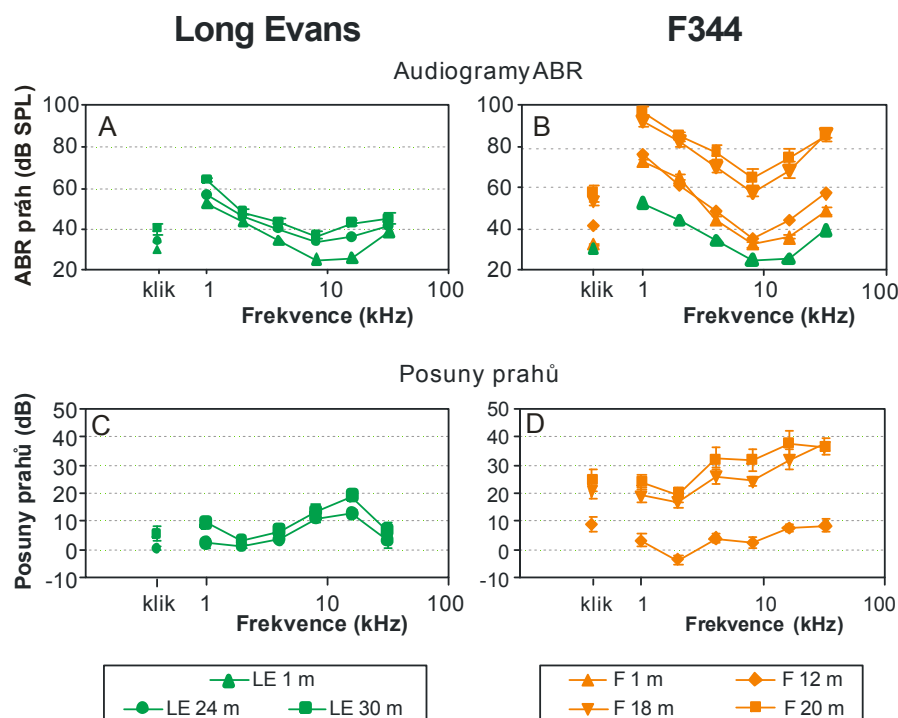 Long Evans F344
Audiogramy ABR
ABR práh (dB SPL)
100
80
60
40
20
A
klik 1 10 100
Frekvence (kHz)
100
80
60
40
20
B
klik 1 10 100
Frekvence (kHz)
Posuny prahů
Posuny prahů (dB)
50
40
30
20
10
0
-10
C
klik 1 10 100
Frekvence (kHz)
50
40
30
20
10
0
-10
D
klik 1 10 100
Frekvence (kHz)
LE 1 m
LE 24 m LE 30 m
F 1 m F 12 m
F 18 m F 20 m